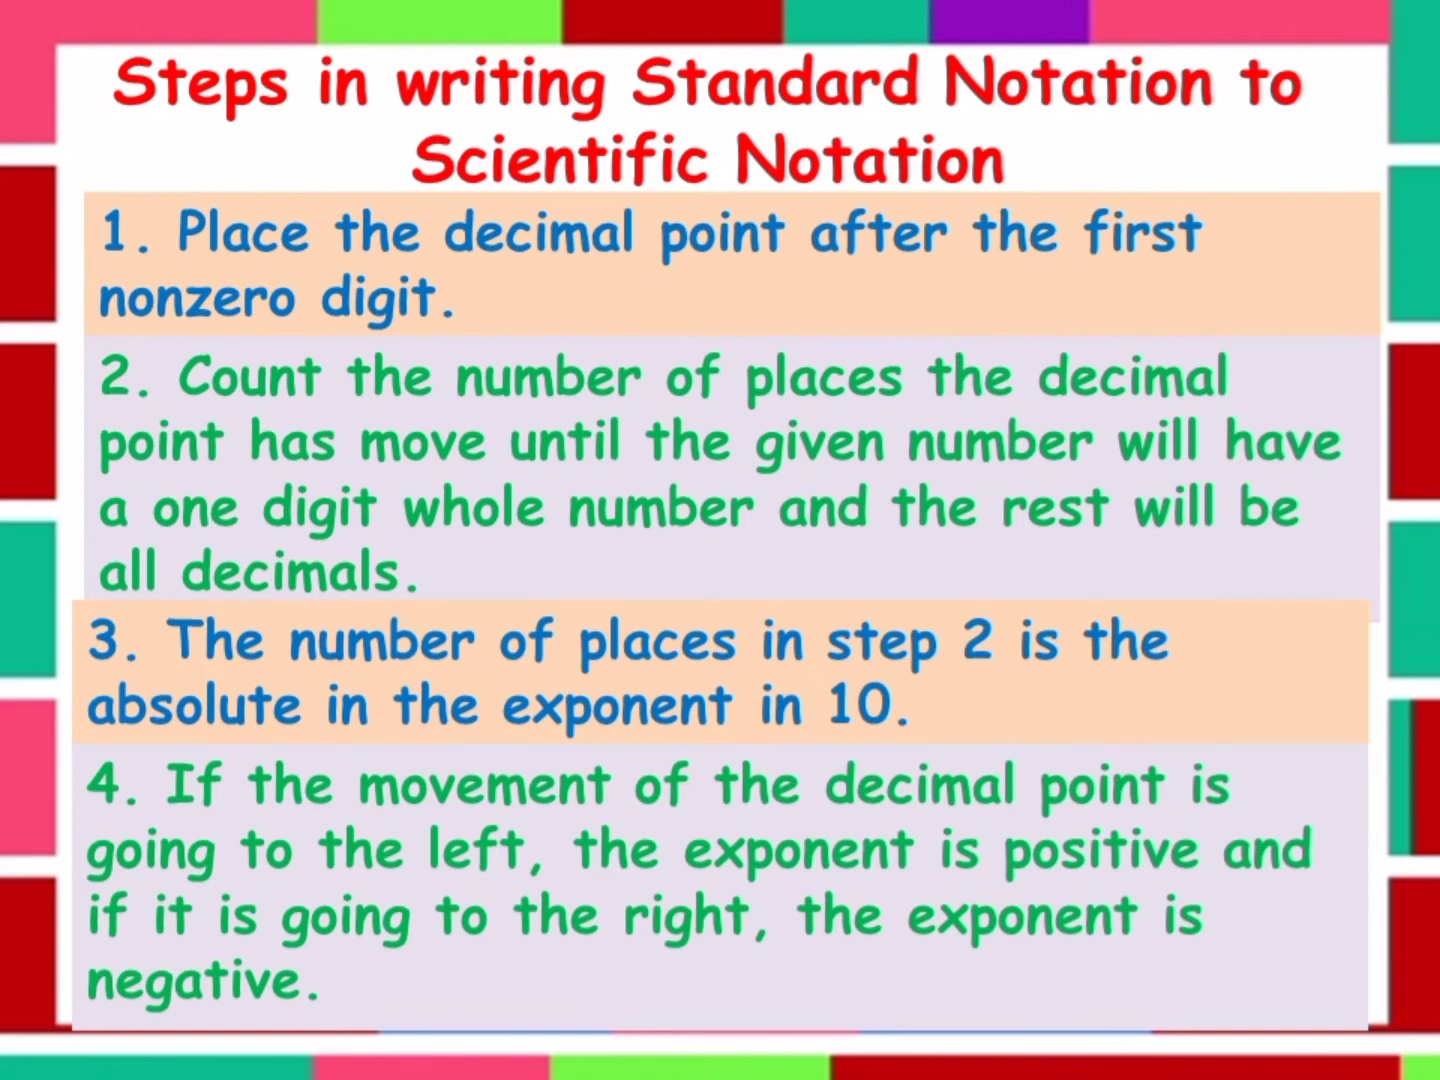 Steps in writing Standard Notation to
Scientific Notation
1. Place the decimal point after the first
nonzero digit.
2. Count the number of places the decimal
point has move until the given number will have
a one digit whole number and the rest will be
all decimals.
3. The number of places in step 2 is the
absolute in the exponent in 10.
4. If the movement of the decimal point is
going to the left, the exponent is positive and
if it is going to the right, the exponent is
negative.